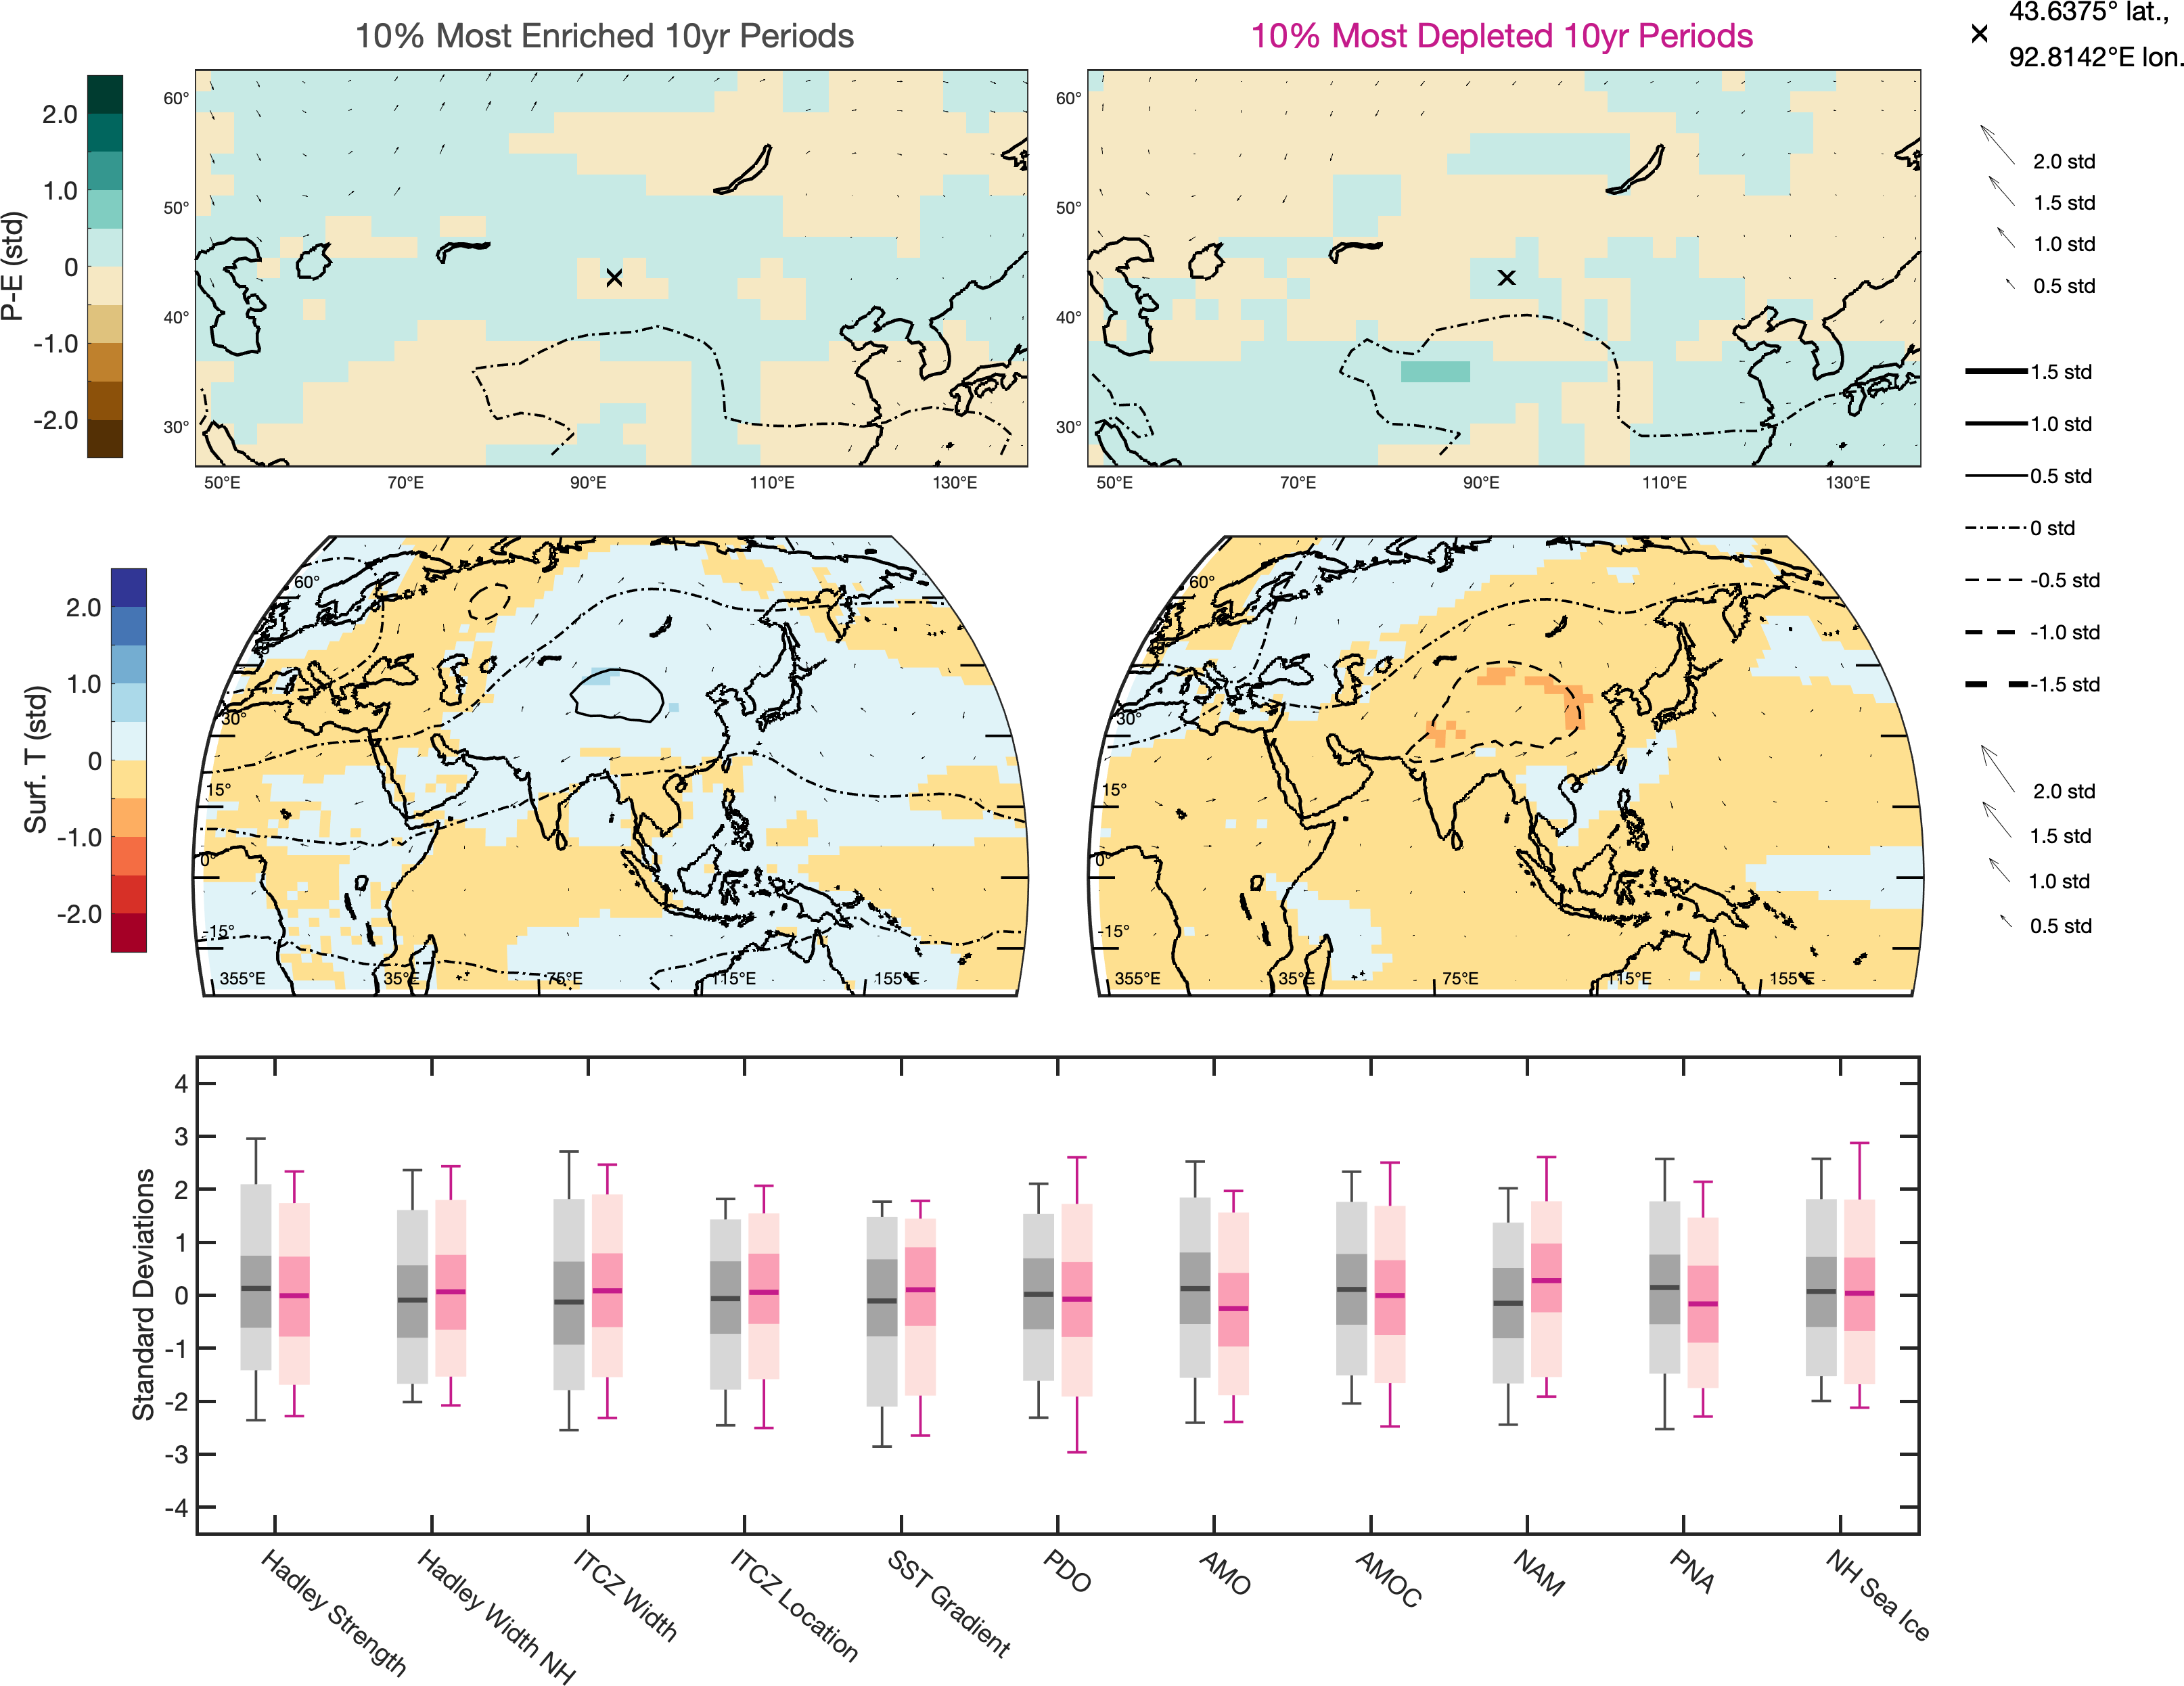 10% Most Enriched 10yr Periods
10% Most Depleted 10yr Periods
43.6375° lat.,
92.8142°E lon.
P-E (std)
2.0
1.0
0
-1.0
-2.0
60°
50°
40°
30°
50°E
70°E
90°E
110°E
130°E
60°
50°
40°
30°
50°E
70°E
90°E
110°E
130°E
2.0 std
1.5 std
1.0 std
0.5 std
1.5 std
1.0 std
0.5 std
0 std
-0.5 std
-1.0 std
-1.5 std
Surf. T (std)
2.0
1.0
0
-1.0
-2.0
60°
30°
15°
0°
-15°
355°E
35°E
75°E
115°E
155°E
60°
30°
15°
0°
-15°
355°E
35°E
75°E
115°E
155°E
2.0 std
1.5 std
1.0 std
0.5 std
Standard Deviations
4
3
2
1
0
-1
-2
-3
-4
Hadley Strength
Hadley Width NH
ITCZ Width
ITCZ Location
SST Gradient
PDO
AMO
AMOC
NAM
PNA
NH Sea Ice